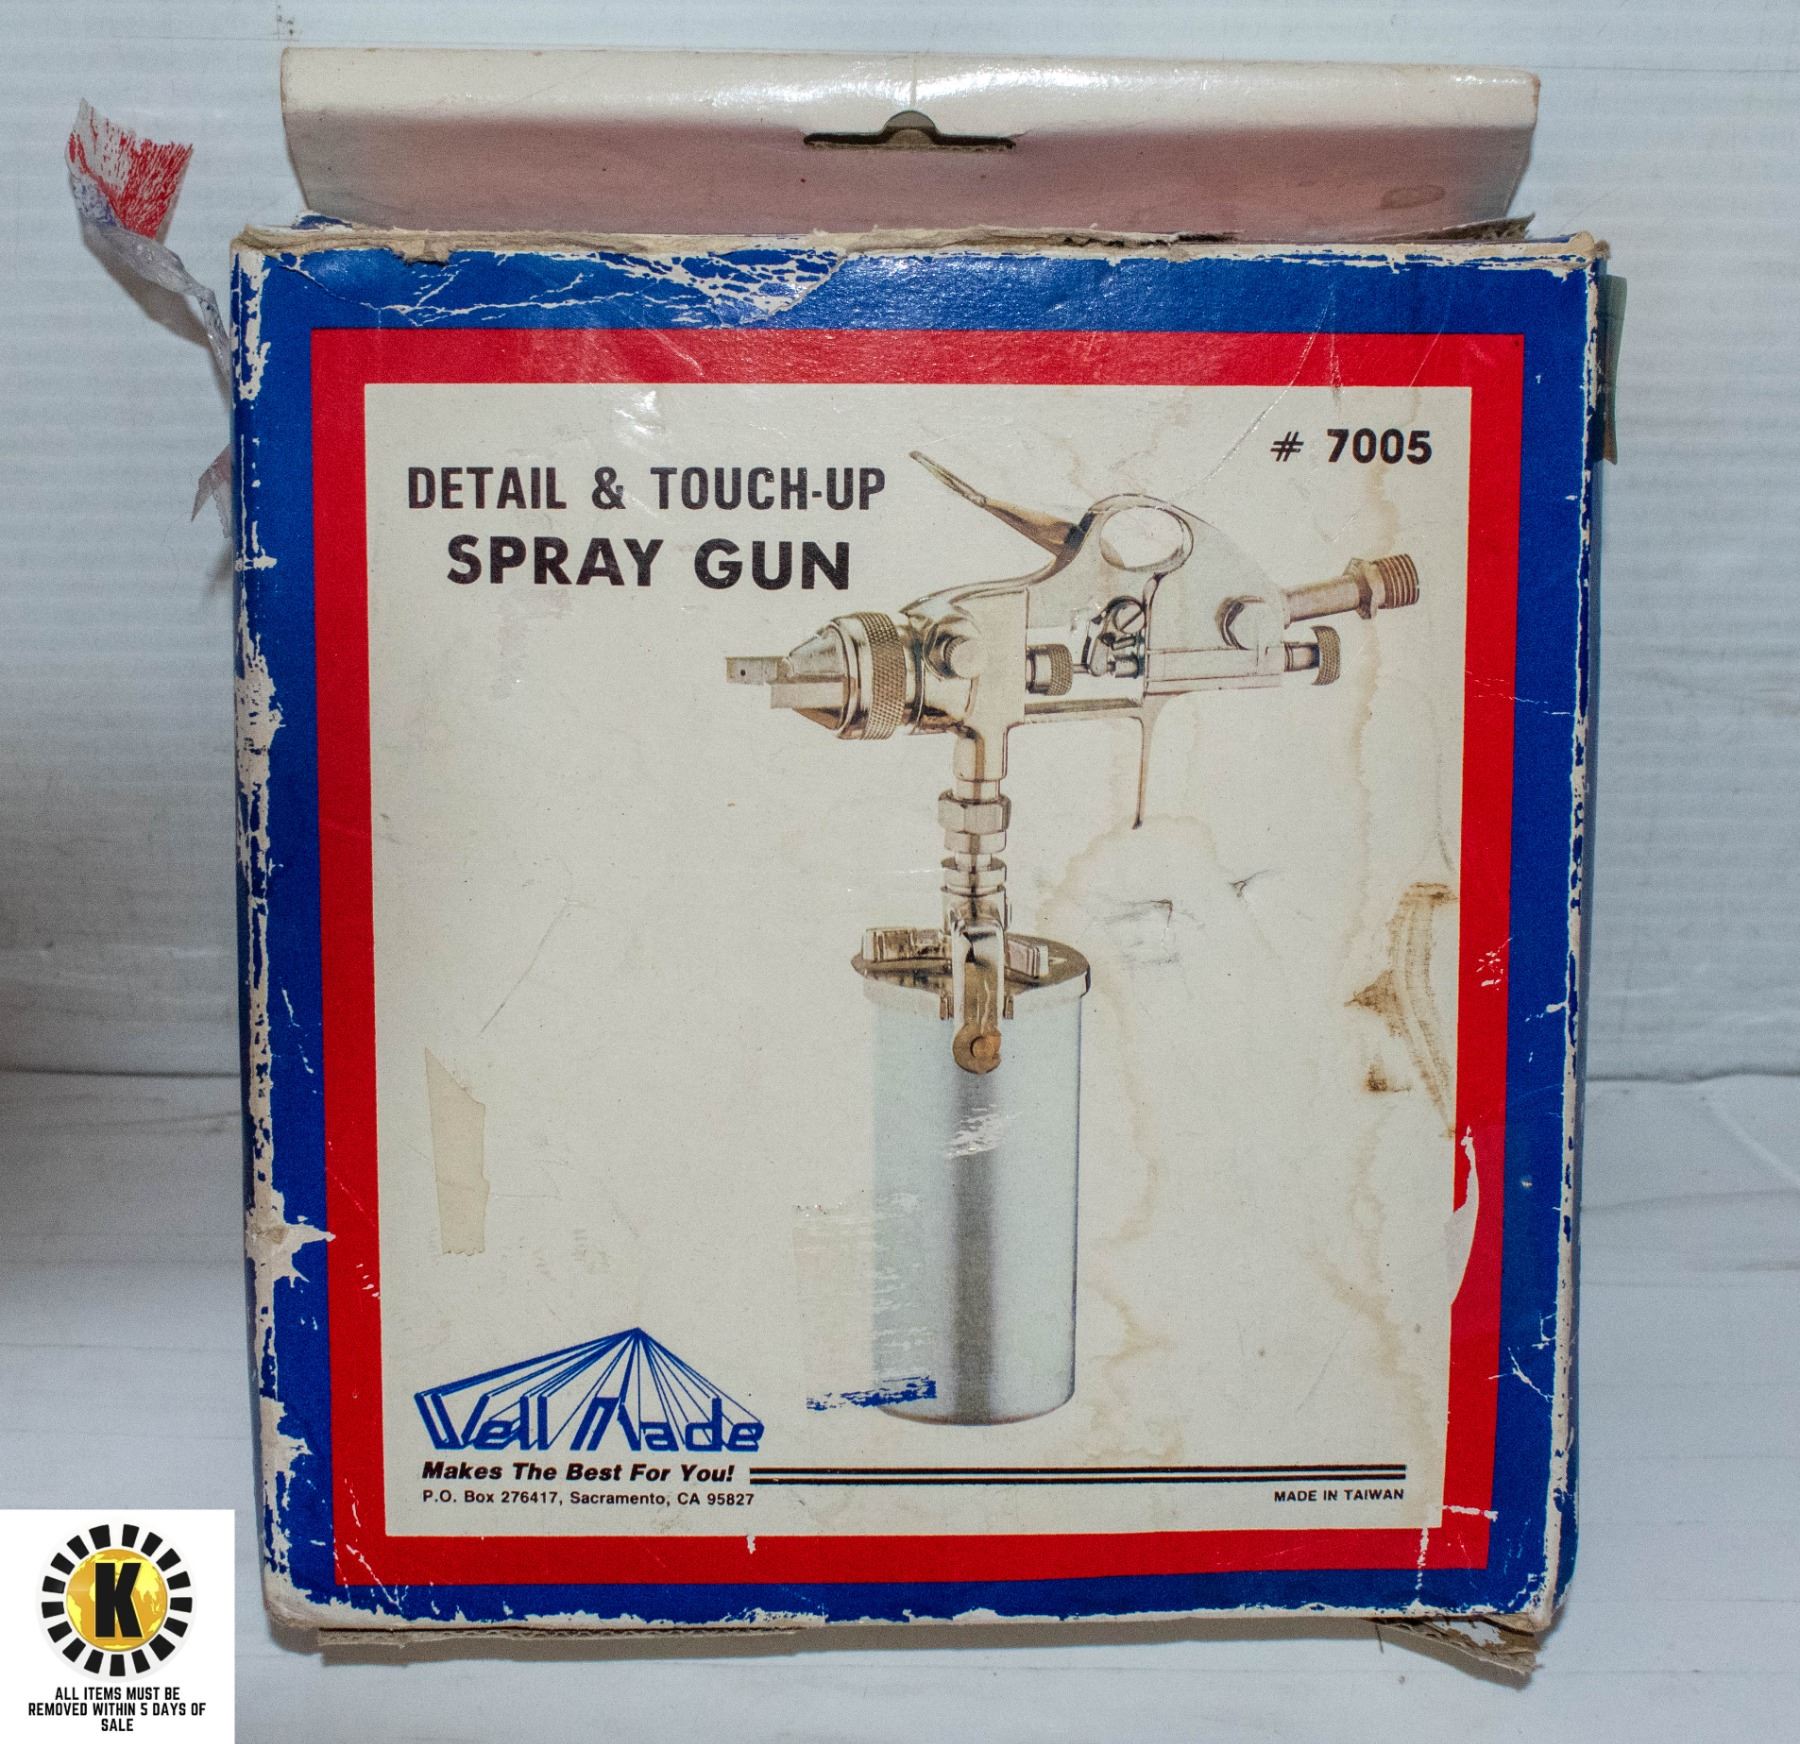 # 7005
DETAIL & TOUCH-UP
SPRAY GUN
Well Made
Makes The Best For You!
P.O. Box 276417, Sacramento, CA 95827
MADE IN TAIWAN
K
ALL ITEMS MUST BE
REMOVED WITHIN 5 DAYS OF
SALE